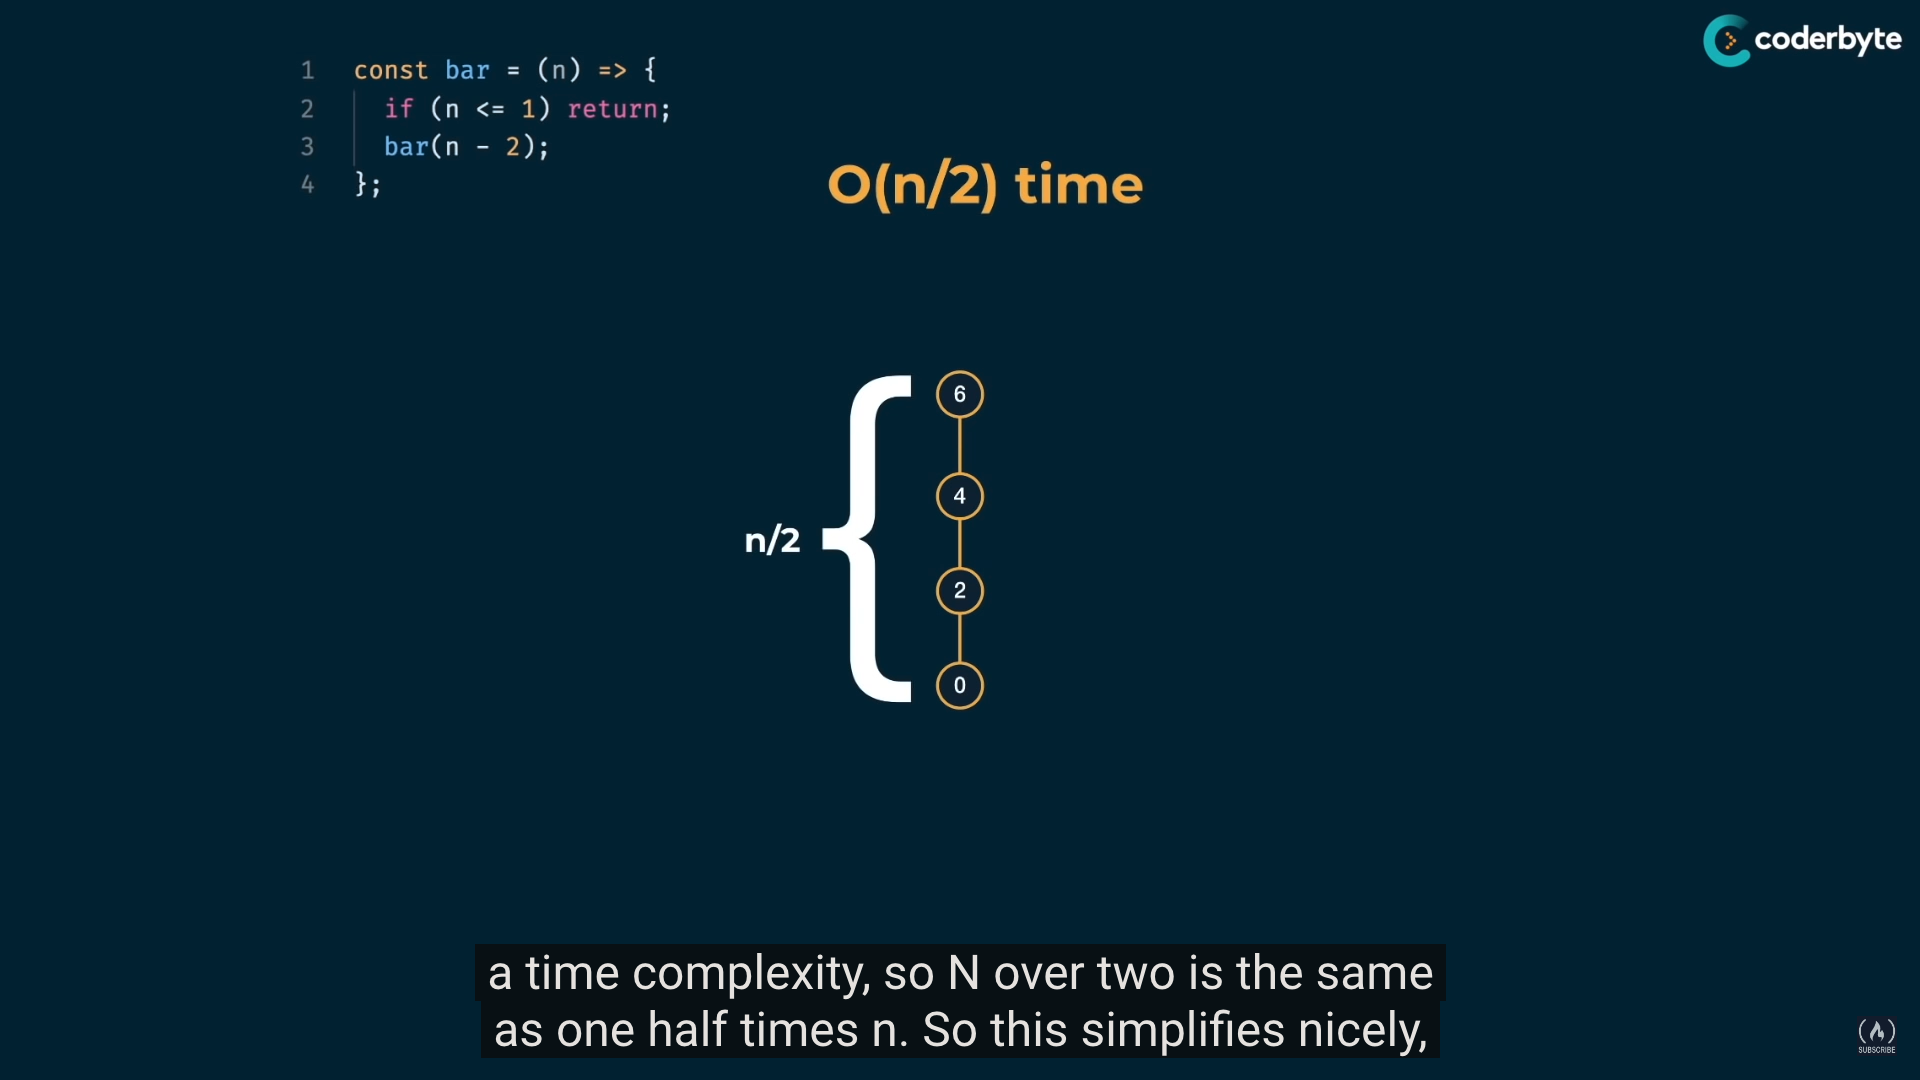 coderbyte
1 const bar = (n) => {
2 if (n <= 1) return;
3 bar(n - 2);
4 };
O(n/2) time
6
4
n/2
2
0
a time complexity, so N over two is the same
as one half times n. So this simplifies nicely,
SUBSCRIBE